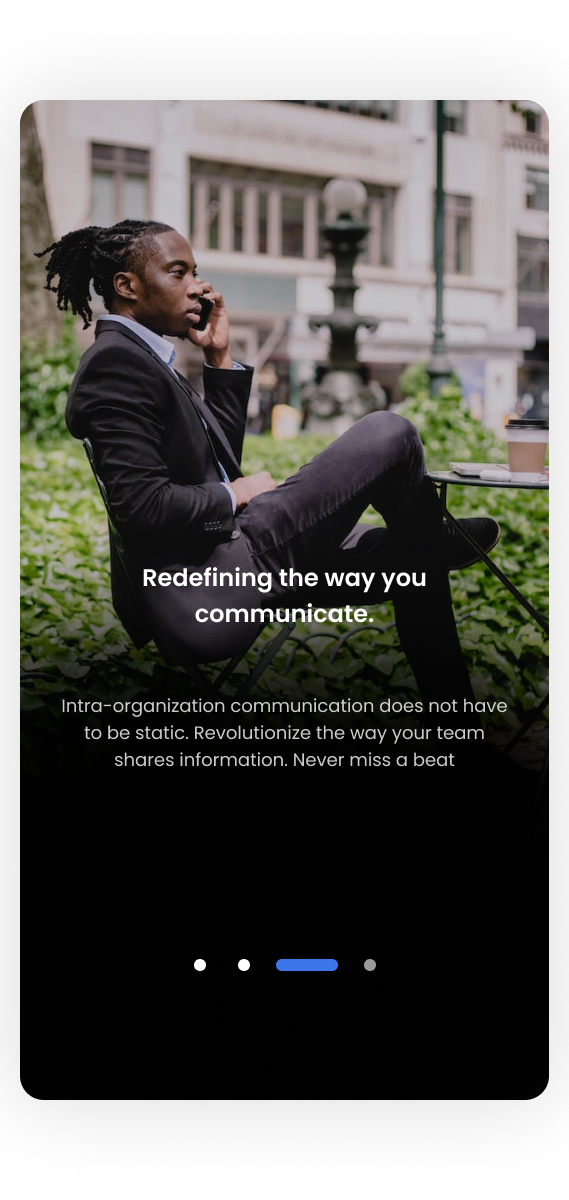 Redefining the way you
communicate.
Intra-organization communication does not have
to be static. Revolutionize the way your team
shares information. Never miss a beat